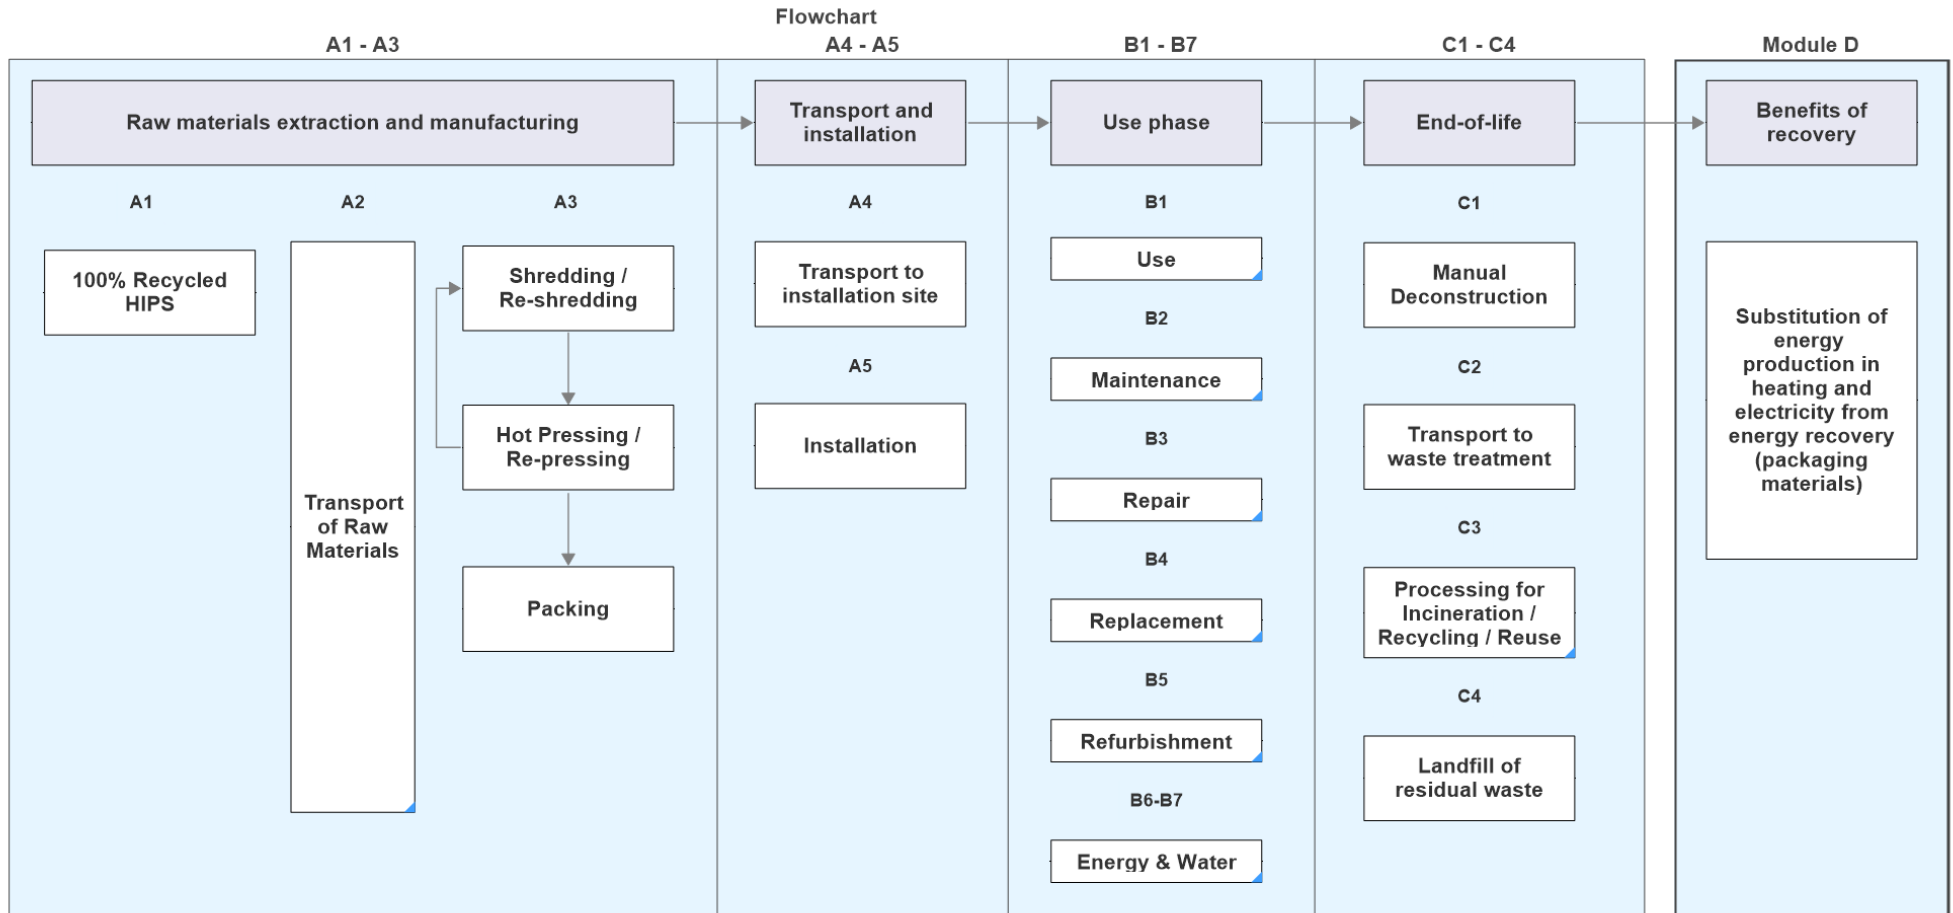 Flowchart
A1 - A3
A4 - A5
B1 - B7
C1 - C4
Module D
Raw materials extraction and manufacturing
Transport and
installation
Use phase
End-of-life
Benefits of
recovery
A1
100% Recycled
HIPS
A2
Transport
of Raw
Materials
A3
Shredding /
Re-shredding
Hot Pressing /
Re-pressing
Packing
A4
Transport to
installation site
A5
Installation
B1
Use
B2
Maintenance
B3
Repair
B4
Replacement
B5
Refurbishment
B6-B7
Energy & Water
C1
Manual
Deconstruction
C2
Transport to
waste treatment
C3
Processing for
Incineration /
Recycling / Reuse
C4
Landfill of
residual waste
Substitution of
energy
production in
heating and
electricity from
energy recovery
(packaging
materials)